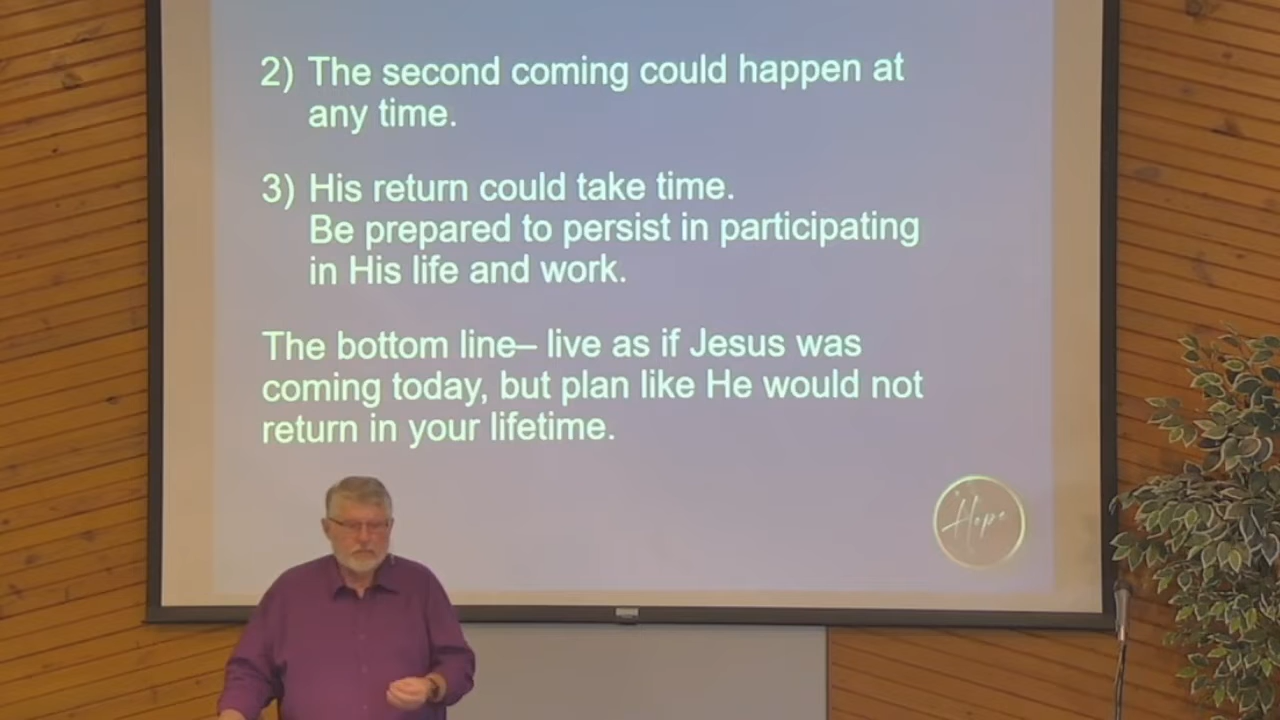 2) The second coming could happen at
any time.
3) His return could take time.
Be prepared to persist in participating
in His life and work.
The bottom line– live as if Jesus was
coming today, but plan like He would not
return in your lifetime.
Hope